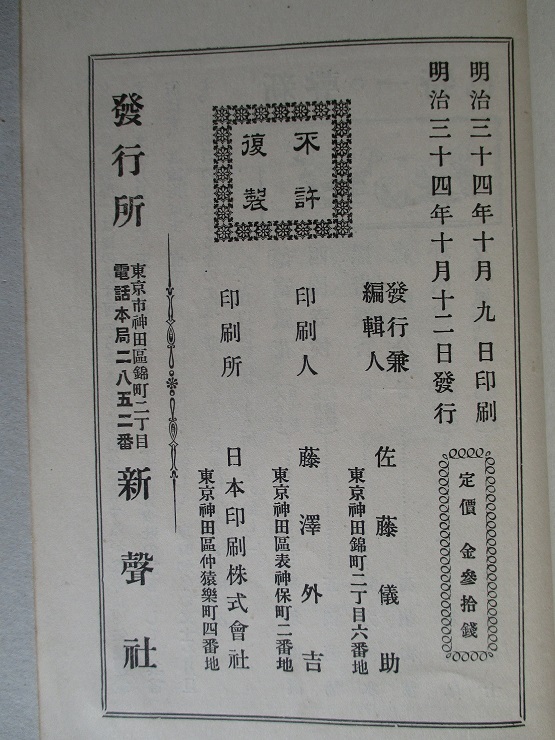 明治三十四年十月九日印刷
明治三十四年十月十二日發行
定價金參拾錢
不許
復製
發行兼
編輯人
佐藤儀助
東京神田區錦町二丁目六番地
印刷人
藤澤外吉
東京神田區表神保町二番地
印刷所
日本印刷株式會社
東京神田區仲猿樂町四番地
發行所
東京市神田區錦町二丁目
電話本局二八五二番
新聲社